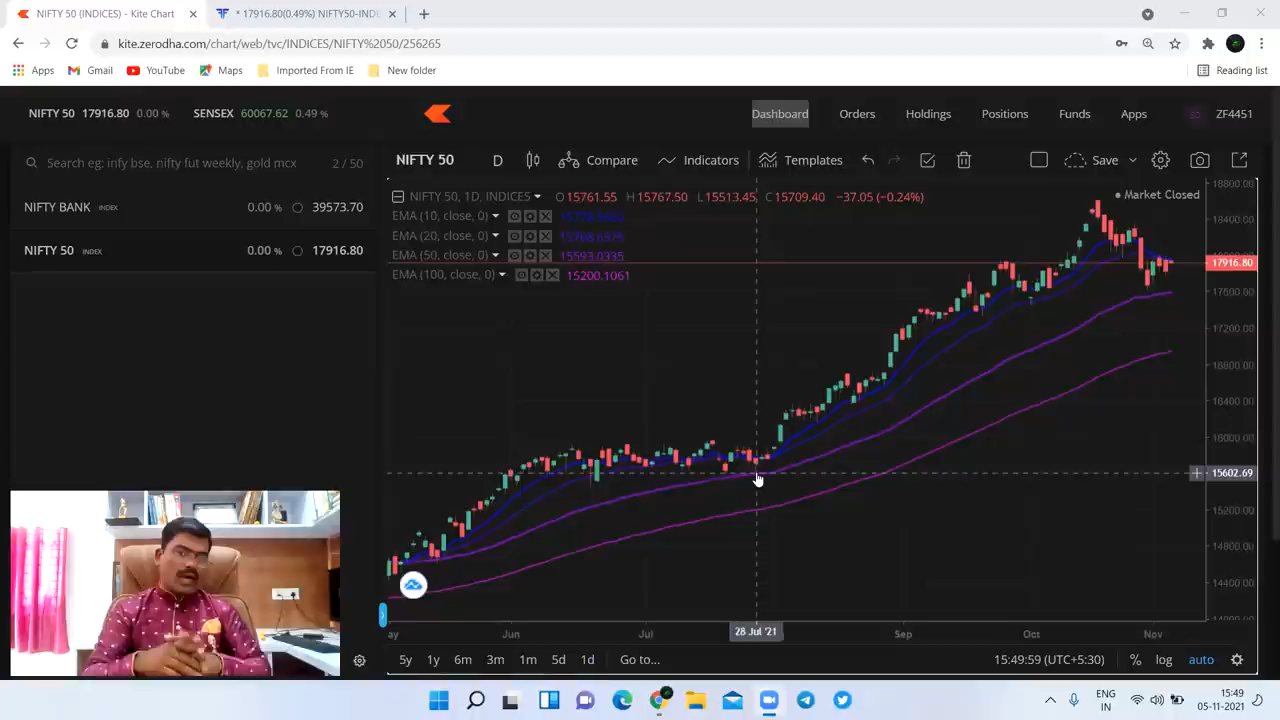 NIFTY 50 (INDICES) - Kite Chart
* 17916.80(0.49%) NIFTY50-INDE
kite.zerodha.com/chart/web/tvc/INDICES/NIFTY%2050/256265
Apps Gmail YouTube Maps Imported From IE New folder Reading list
NIFTY 50 17916.80 0.00 % SENSEX 60067.62 0.49 % Dashboard Orders Holdings Positions Funds Apps ZF4451
Search eg: infy bse, nifty fut weekly, gold mcx 2 / 50
NIFTY BANK INDEX 0.00 % 39573.70
NIFTY 50 INDEX 0.00 % 17916.80
NIFTY 50 D Compare Indicators Templates Save
NIFTY 50, 1D, INDICES O15761.55 H15767.50 L15513.45 C15709.40 −37.05 (−0.24%)
Market Closed
EMA (10, close, 0)
EMA (20, close, 0)
EMA (50, close, 0) 15593.0335
EMA (100, close, 0) 15200.1061
18800.00
18400.00
17916.80
17600.00
17200.00
16800.00
16400.00
16000.00
15602.69
15200.00
14800.00
14400.00
ay Jun Jul 28 Jul '21 Sep Oct Nov
5y 1y 6m 3m 1m 5d 1d Go to... 15:49:59 (UTC+5:30) % log auto
ENG
IN
15:49
05-11-2021